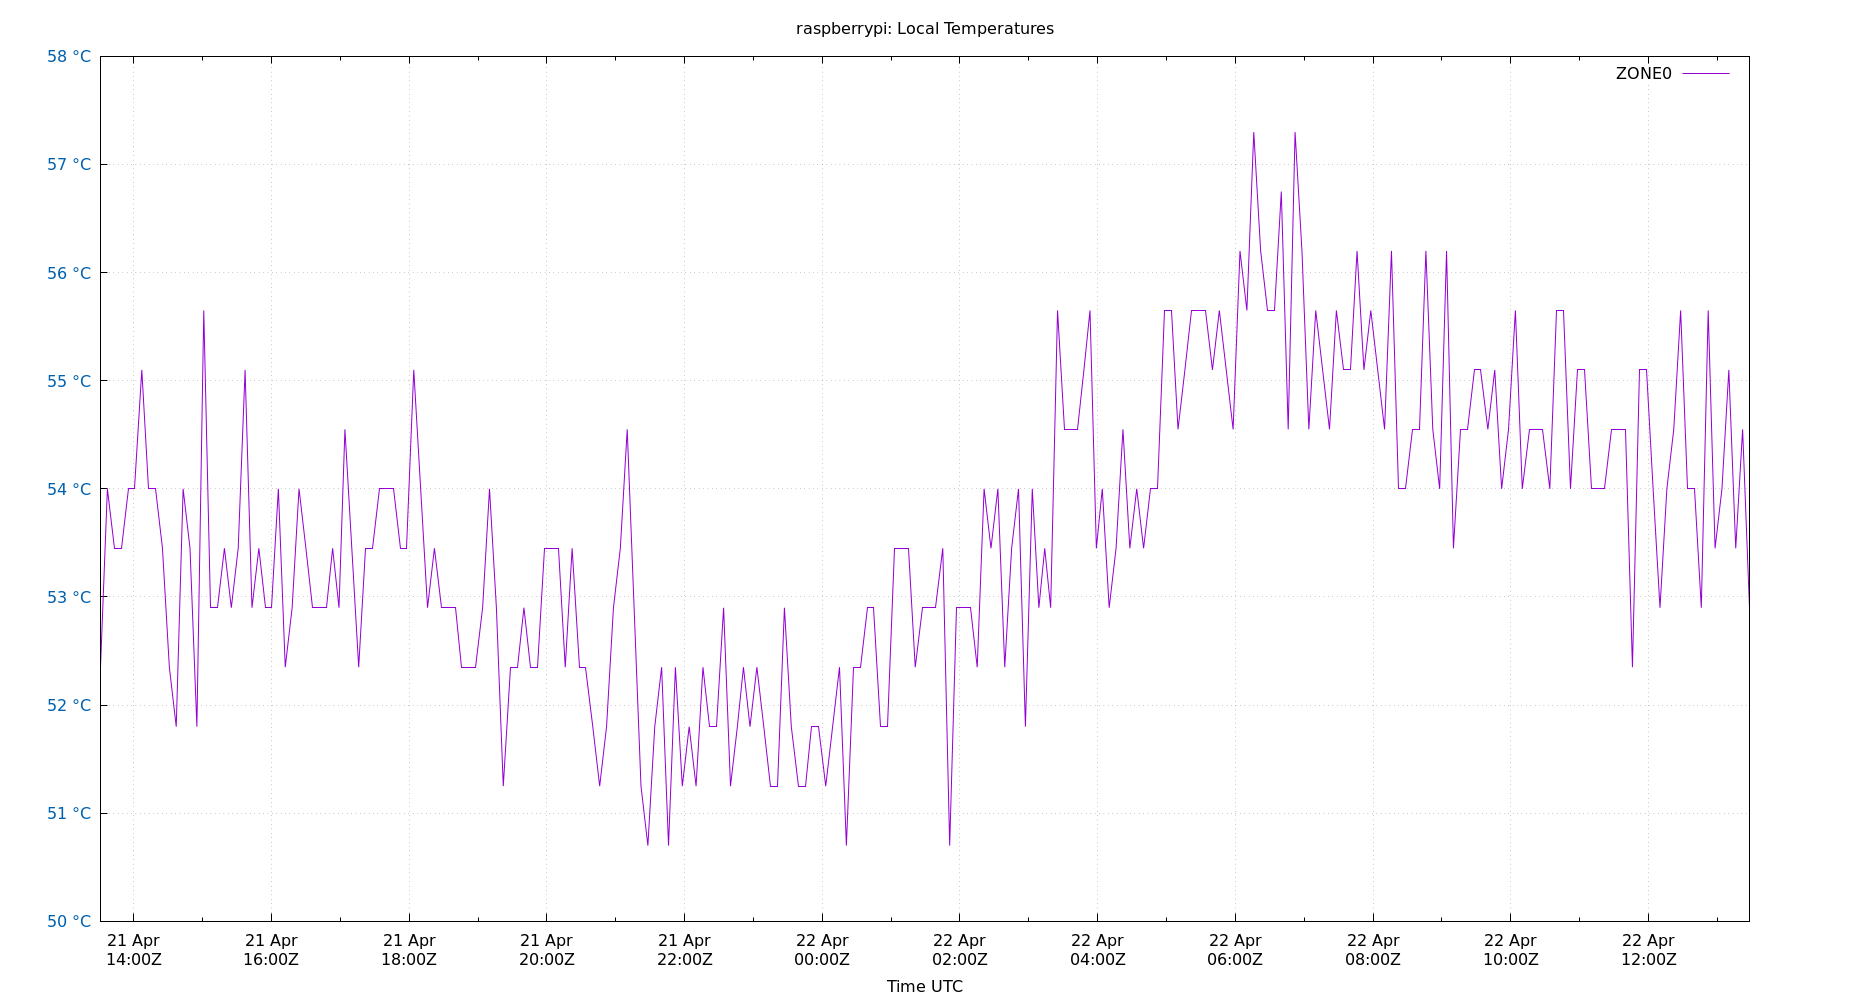 raspberrypi: Local Temperatures
58 °C
ZONE0
57 °C
56 °C
55 °C
54 °C
53 °C
52 °C
51 °C
50 °C
21 Apr 21 Apr 21 Apr 21 Apr 21 Apr 22 Apr 22 Apr 22 Apr 22 Apr 22 Apr 22 Apr 22 Apr
14:00Z 16:00Z 18:00Z 20:00Z 22:00Z 00:00Z 02:00Z 04:00Z 06:00Z 08:00Z 10:00Z 12:00Z
Time UTC